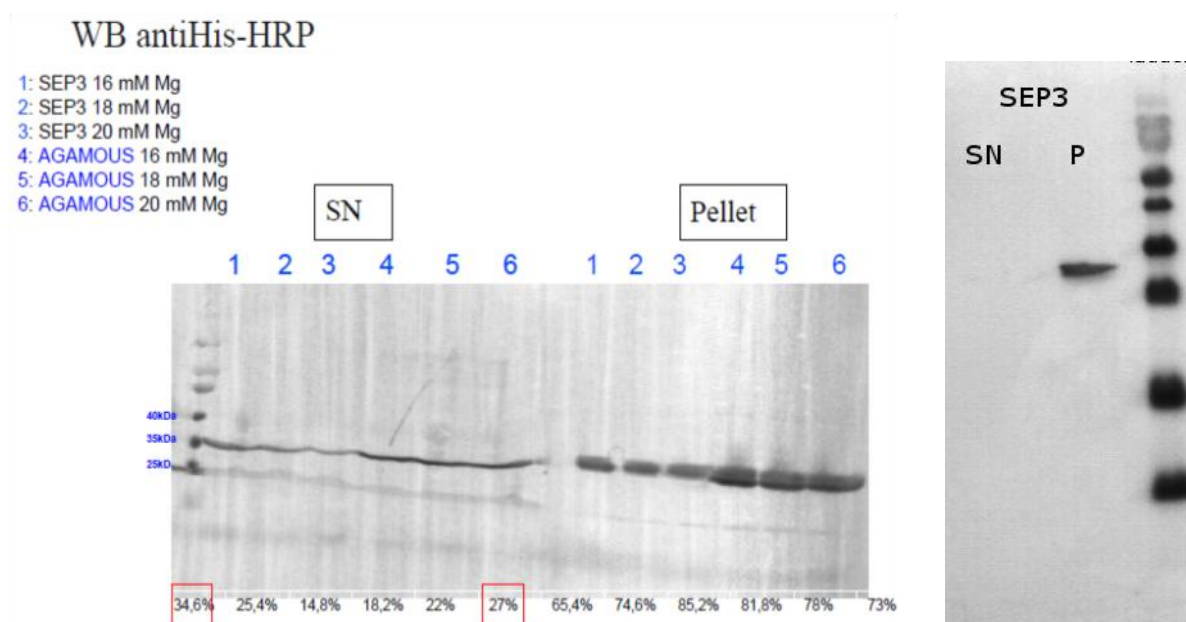 WB antiHis-HRP
1: SEP3 16 mM Mg
2: SEP3 18 mM Mg
3: SEP3 20 mM Mg
4: AGAMOUS 16 mM Mg
5: AGAMOUS 18 mM Mg
6: AGAMOUS 20 mM Mg
SN Pellet
1 2 3 4 5 6 1 2 3 4 5 6
40kDa
35kDa
25kD
34,6% 25,4% 14,8% 18,2% 22% 27% 65,4% 74,6% 85,2% 81,8% 78% 73%
SEP3
SN P